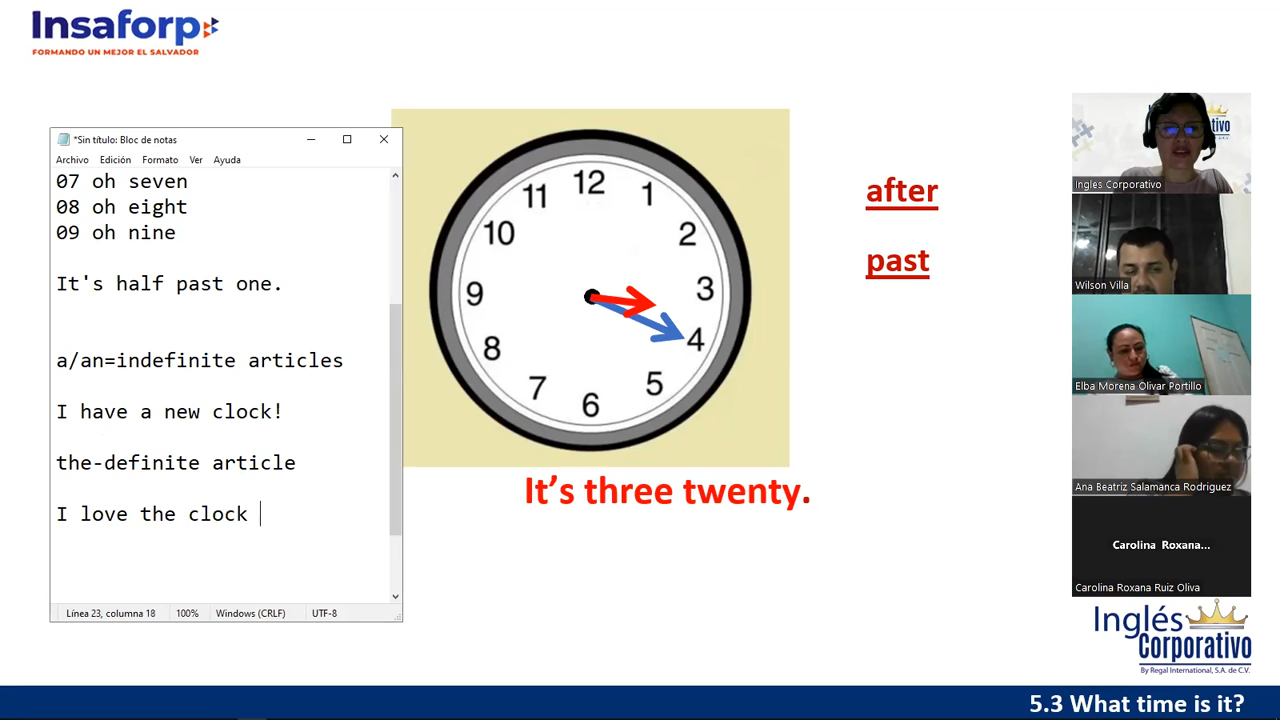 Insaforp
FORMANDO UN MEJOR EL SALVADOR
*Sin título: Bloc de notas
Archivo Edición Formato Ver Ayuda
07 oh seven
08 oh eight
09 oh nine
It's half past one.
a/an=indefinite articles
I have a new clock!
the-definite article
I love the clock
Línea 23, columna 18 100% Windows (CRLF) UTF-8
12
1
2
3
4
5
6
7
8
9
10
11
It’s three twenty.
after
past
Ingles Corporativo
Wilson Villa
Elba Morena Olivar Portillo
Ana Beatriz Salamanca Rodriguez
Carolina Roxana...
Carolina Roxana Ruiz Oliva
Inglés
Corporativo
By Regal International, S.A. de C.V.
5.3 What time is it?